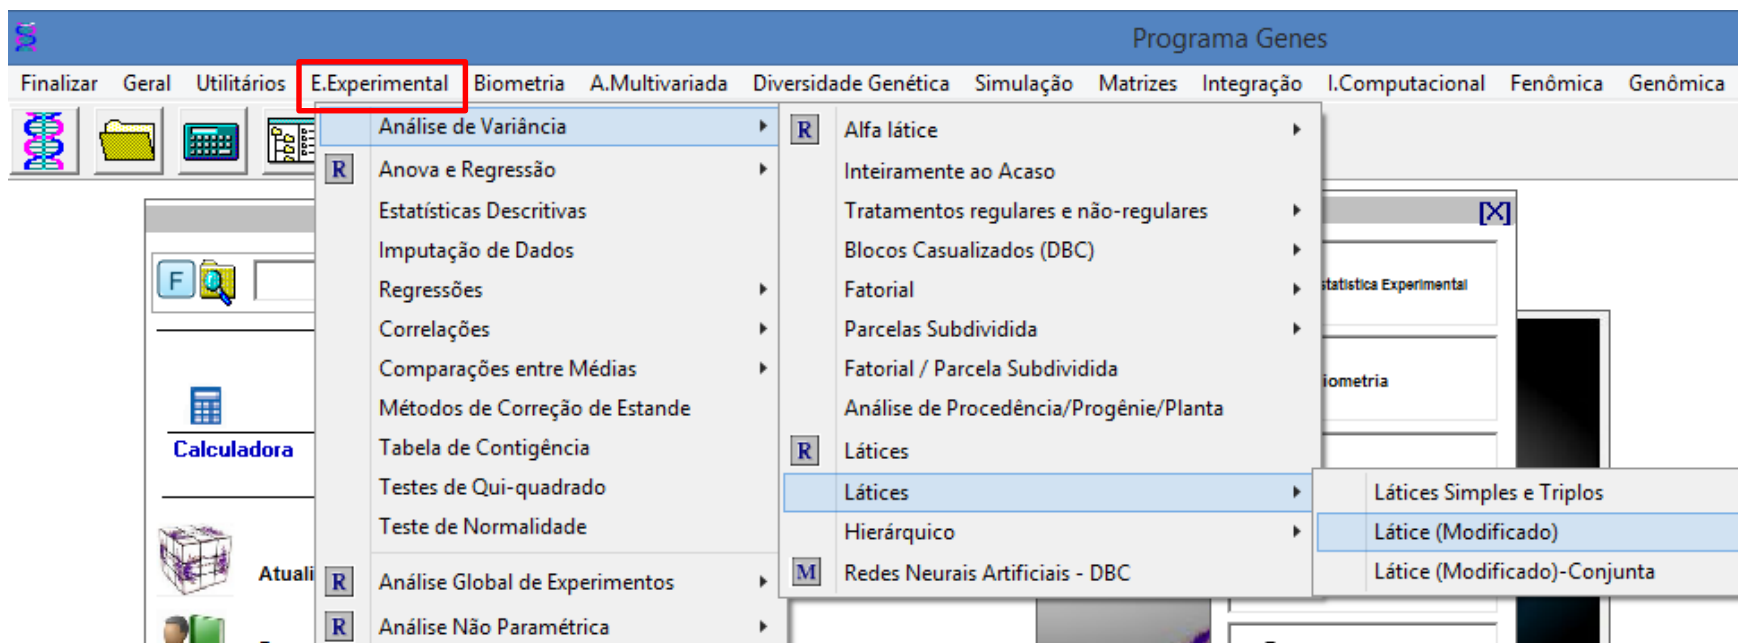 Programa Genes
Finalizar Geral Utilitários E.Experimental Biometria A.Multivariada Diversidade Genética Simulação Matrizes Integração I.Computacional Fenômica Genômica
Análise de Variância
R Anova e Regressão
Estatísticas Descritivas
Imputação de Dados
Regressões
Correlações
Comparações entre Médias
Métodos de Correção de Estande
Tabela de Contigência
Testes de Qui-quadrado
Teste de Normalidade
R Análise Global de Experimentos
R Análise Não Paramétrica
R Alfa látice
Inteiramente ao Acaso
Tratamentos regulares e não-regulares
Blocos Casualizados (DBC)
Fatorial
Parcelas Subdividida
Fatorial / Parcela Subdividida
Análise de Procedência/Progênie/Planta
R Látices
Látices
Hierárquico
M Redes Neurais Artificiais - DBC
Látices Simples e Triplos
Látice (Modificado)
Látice (Modificado)-Conjunta
F
Calculadora
Atuali
[X]
tatistica Experimental
iometria